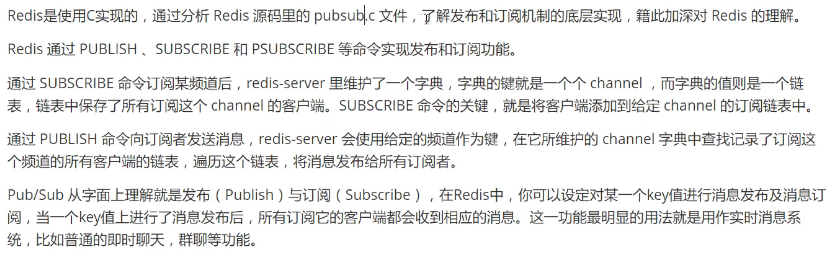 Redis是使用C实现的，通过分析 Redis 源码里的 pubsub.c 文件，了解发布和订阅机制的底层实现，籍此加深对 Redis 的理解。
Redis 通过 PUBLISH 、SUBSCRIBE 和 PSUBSCRIBE 等命令实现发布和订阅功能。
通过 SUBSCRIBE 命令订阅某频道后，redis-server 里维护了一个字典，字典的键就是一个个 channel ，而字典的值则是一个链
表，链表中保存了所有订阅这个 channel 的客户端。SUBSCRIBE 命令的关键，就是将客户端添加到给定 channel 的订阅链表中。
通过 PUBLISH 命令向订阅者发送消息，redis-server 会使用给定的频道作为键，在它所维护的 channel 字典中查找记录了订阅这
个频道的所有客户端的链表，遍历这个链表，将消息发布给所有订阅者。
Pub/Sub 从字面上理解就是发布（Publish）与订阅（Subscribe），在Redis中，你可以设定对某一个key值进行消息发布及消息订
阅，当一个key值上进行了消息发布后，所有订阅它的客户端都会收到相应的消息。这一功能最明显的用法就是用作实时消息系
统，比如普通的即时聊天，群聊等功能。